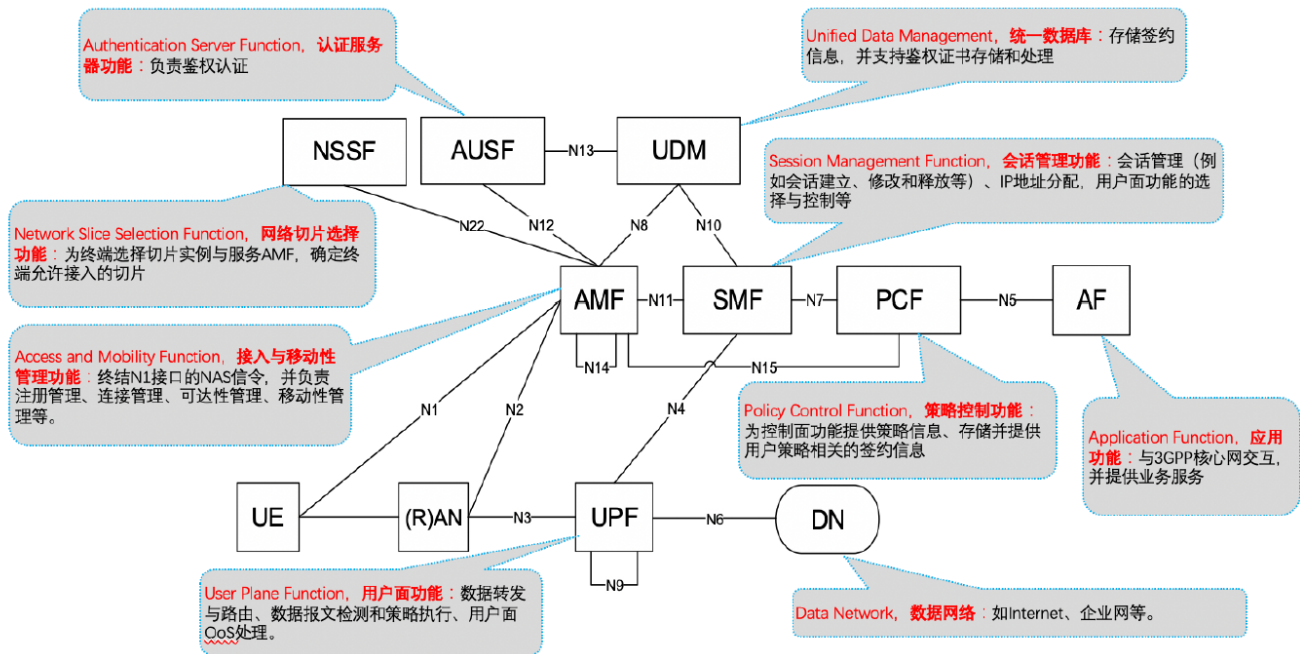 Authentication Server Function，认证服务
器功能：负责鉴权认证
Unified Data Management，统一数据库：存储签约
信息，并支持鉴权证书存储和处理
NSSF
AUSF
N13
UDM
Session Management Function，会话管理功能：会话管理（例
如会话建立、修改和释放等）、IP地址分配，用户面功能的选
择与控制等
Network Slice Selection Function，网络切片选择
功能：为终端选择切片实例与服务AMF，确定终
端允许接入的切片
N22
N12
N8
N10
AMF
N11
SMF
N7
PCF
N5
AF
Access and Mobility Function，接入与移动性
管理功能：终结N1接口的NAS信令，并负责
注册管理、连接管理、可达性管理、移动性管
理等。
N14
N15
N1
N2
N4
Policy Control Function，策略控制功能：
为控制面功能提供策略信息、存储并提供
用户策略相关的签约信息
Application Function，应用
功能：与3GPP核心网交互，
并提供业务服务
UE
(R)AN
N3
UPF
N6
DN
N9
User Plane Function，用户面功能：数据转发
与路由、数据报文检测和策略执行、用户面
QoS处理。
Data Network，数据网络：如Internet、企业网等。